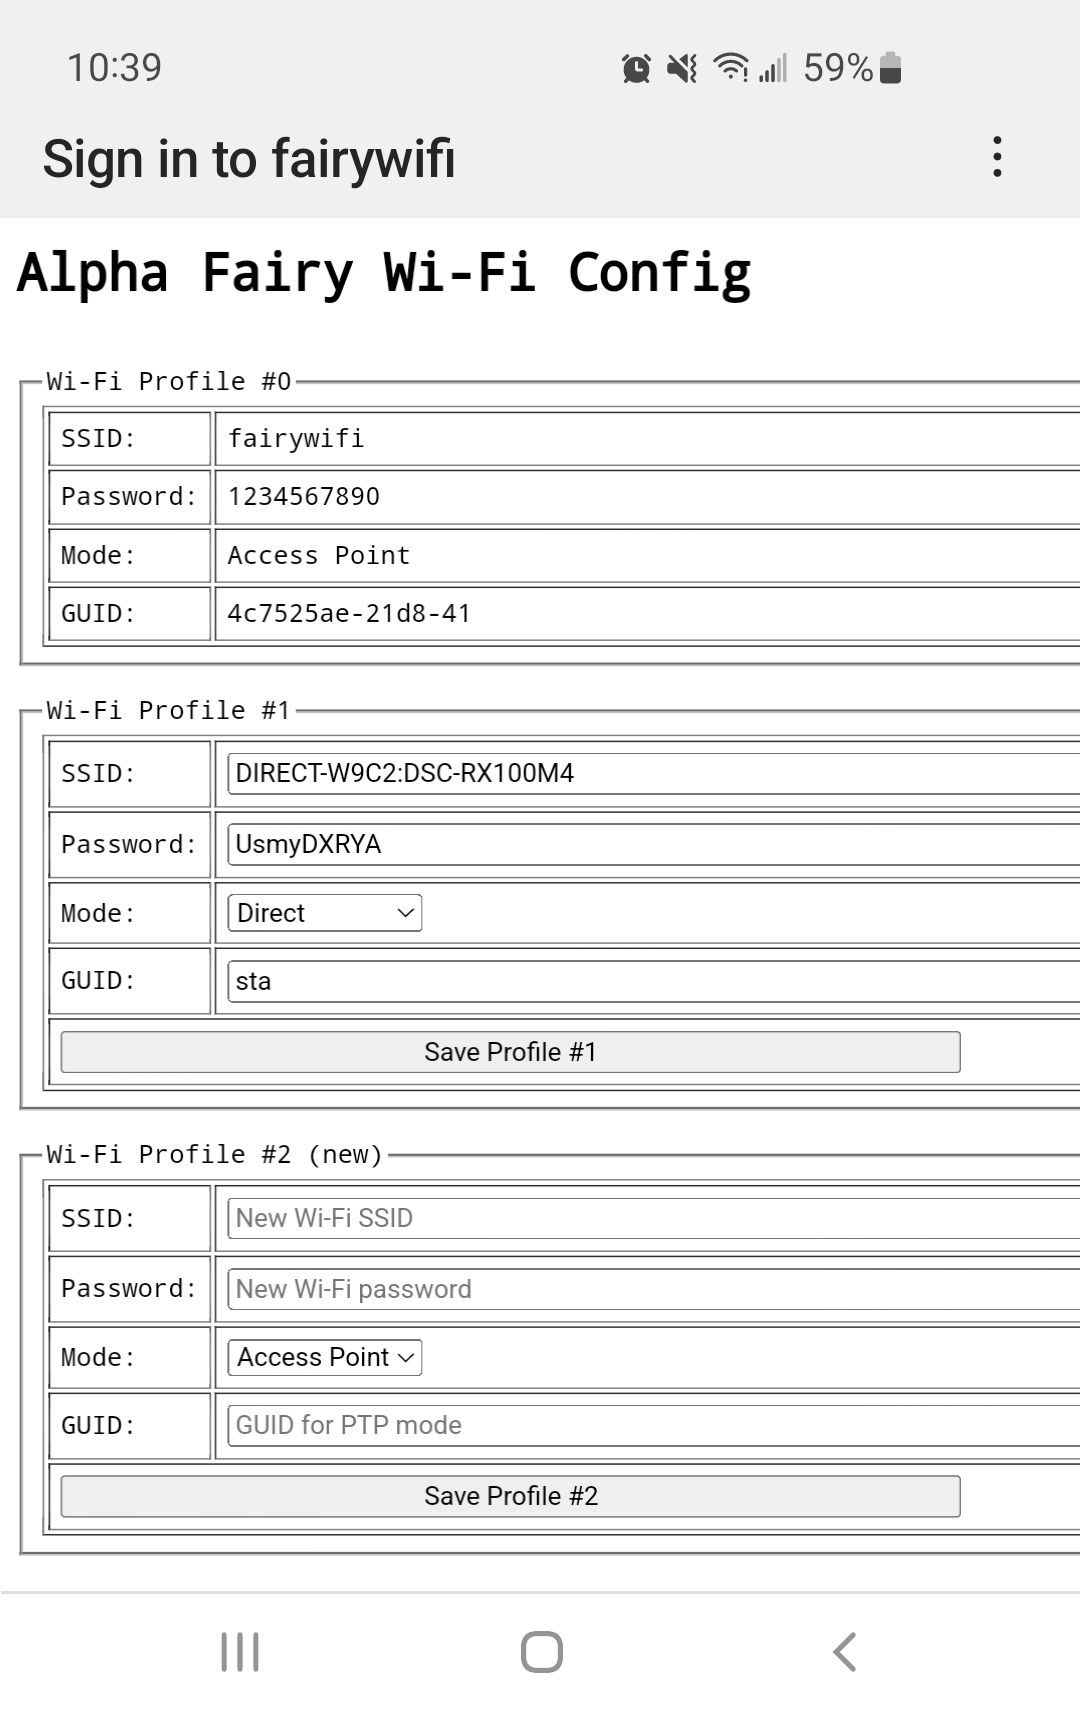 10:39 59%
Sign in to fairywifi
Alpha Fairy Wi-Fi Config
Wi-Fi Profile #0
SSID: fairywifi
Password: 1234567890
Mode: Access Point
GUID: 4c7525ae-21d8-41
Wi-Fi Profile #1
SSID: DIRECT-W9C2:DSC-RX100M4
Password: UsmyDXRYA
Mode: Direct
GUID: sta
Save Profile #1
Wi-Fi Profile #2 (new)
SSID: New Wi-Fi SSID
Password: New Wi-Fi password
Mode: Access Point
GUID: GUID for PTP mode
Save Profile #2